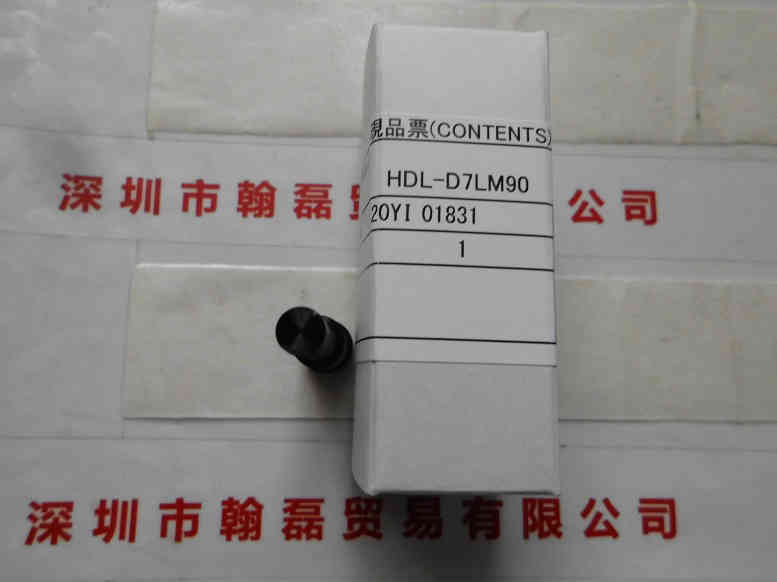 現品票(CONTENTS)
HDL-D7LM90
20YI 01831
1
深圳市翰磊贸 公司
深圳市翰磊贸易有限公司